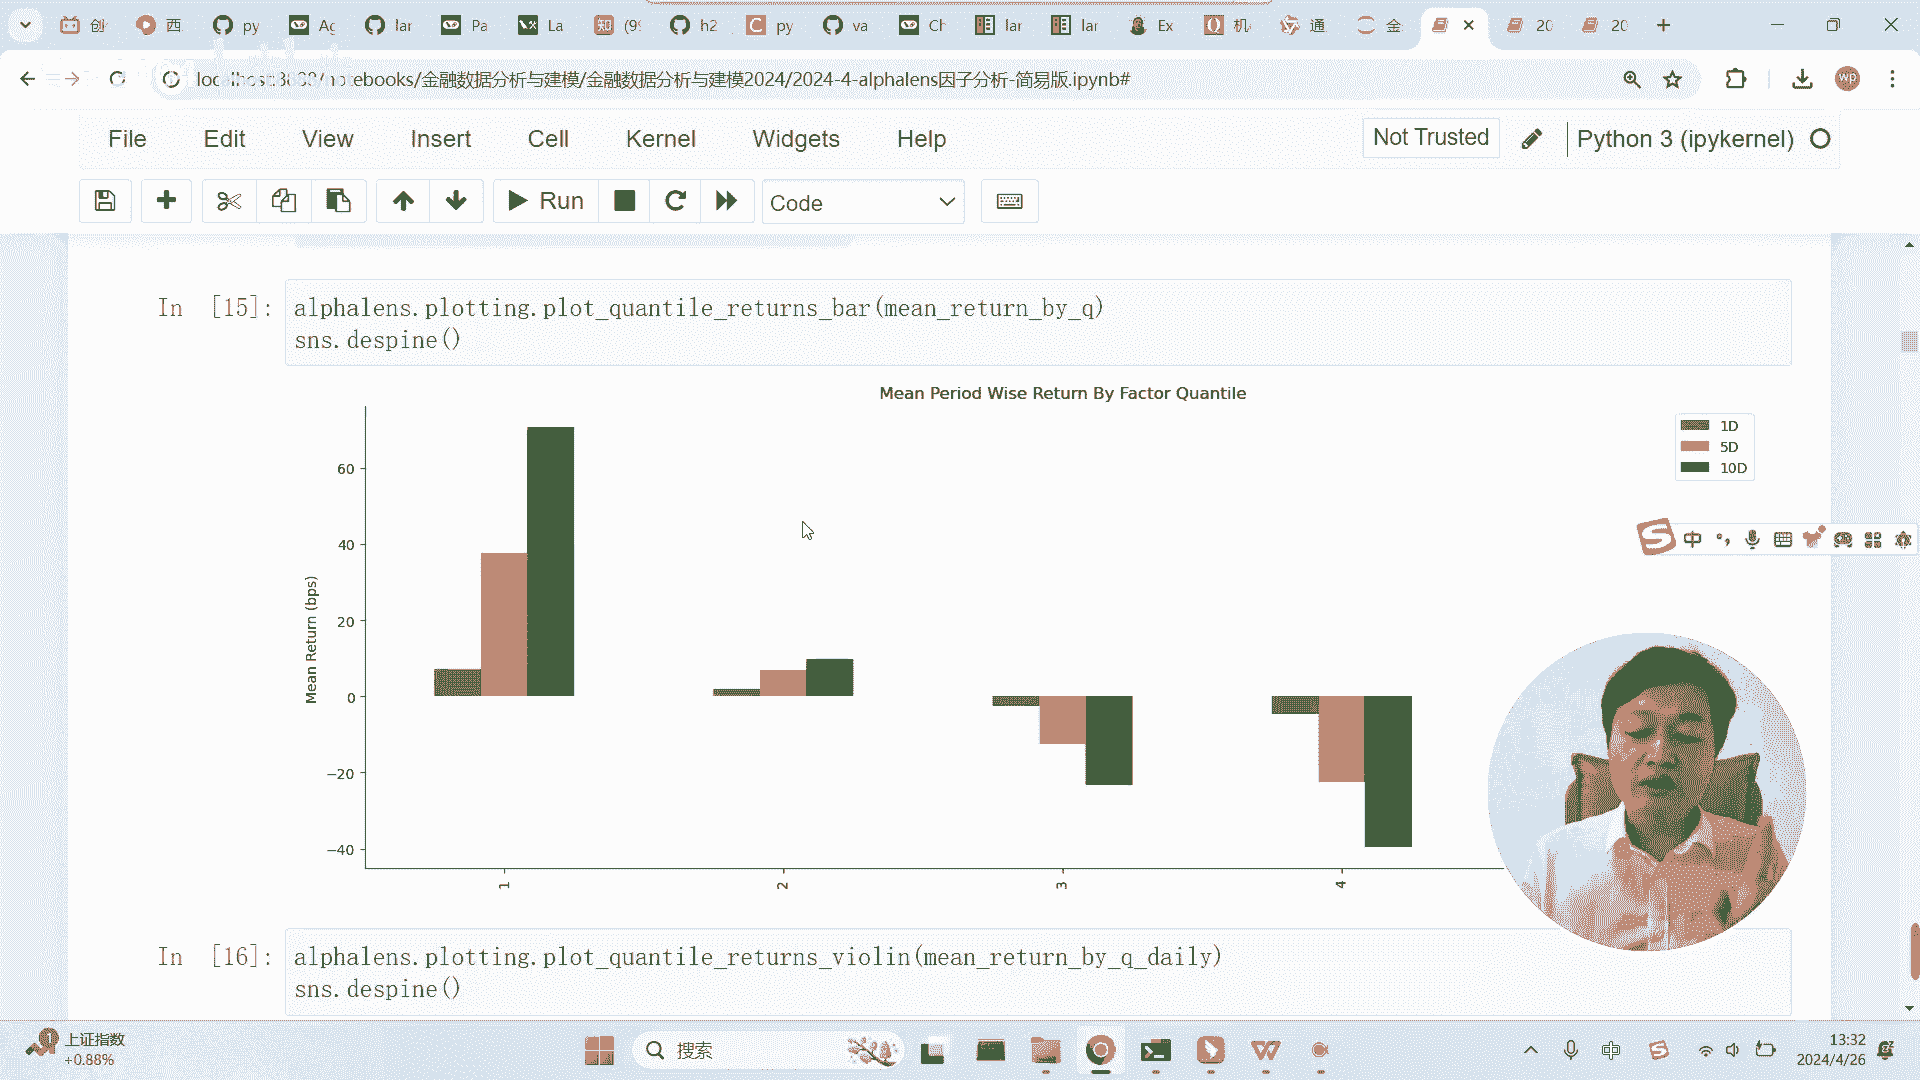 创
西
py
Ag
lar
Pa
La
(9
h2
py
va
Ch
lar
lar
Ex
机
通
金
20
20
localhost:8888/notebooks/金融数据分析与建模/金融数据分析与建模2024/2024-4-alphalens因子分析-简易版.ipynb#
wp
File Edit View Insert Cell Kernel Widgets Help
Not Trusted
Python 3 (ipykernel)
Run
Code
In [15]:
alphalens.plotting.plot_quantile_returns_bar(mean_return_by_q)
sns.despine()
Mean Period Wise Return By Factor Quantile
1D
5D
10D
Mean Return (bps)
60
40
20
0
−20
−40
1
2
3
4
中
In [16]:
alphalens.plotting.plot_quantile_returns_violin(mean_return_by_q_daily)
sns.despine()
上证指数
+0.88%
搜索
中
13:32
2024/4/26